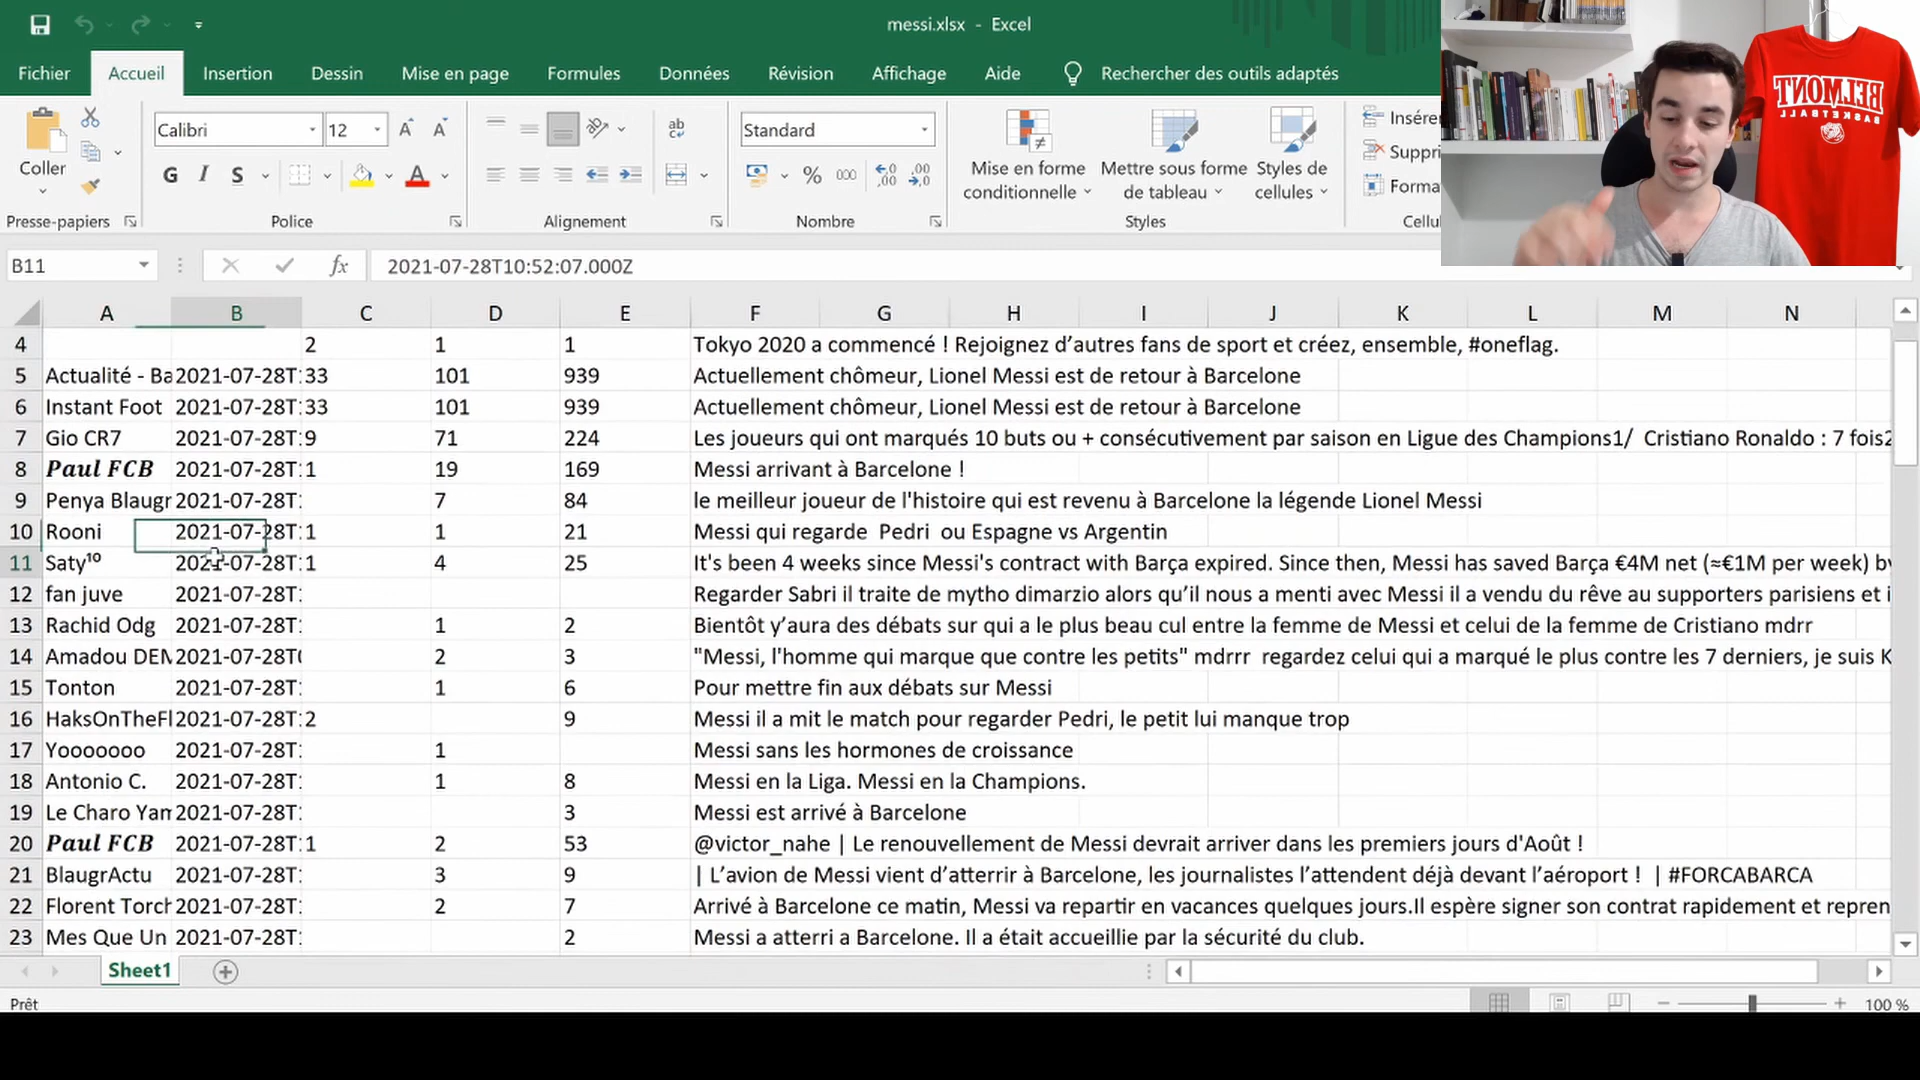 messi.xlsx - Excel
Fichier Accueil Insertion Dessin Mise en page Formules Données Révision Affichage Aide Rechercher des outils adaptés
Coller
Presse-papiers
Calibri 12
G I S
Police
Alignement
Standard
% 000
Nombre
Mise en forme conditionnelle
Mettre sous forme de tableau
Styles de cellules
Styles
BELMONT
BASKETBALL
B11 fx 2021-07-28T10:52:07.000Z
A B C D E F G H I J K L M N
4 2 1 1 Tokyo 2020 a commencé ! Rejoignez d’autres fans de sport et créez, ensemble, #oneflag.
5 Actualité - Ba 2021-07-28T: 33 101 939 Actuellement chômeur, Lionel Messi est de retour à Barcelone
6 Instant Foot 2021-07-28T: 33 101 939 Actuellement chômeur, Lionel Messi est de retour à Barcelone
7 Gio CR7 2021-07-28T: 9 71 224 Les joueurs qui ont marqués 10 buts ou + consécutivement par saison en Ligue des Champions1/ Cristiano Ronaldo : 7 fois2
8 Paul FCB 2021-07-28T: 1 19 169 Messi arrivant à Barcelone !
9 Penya Blaugr 2021-07-28T: 7 84 le meilleur joueur de l'histoire qui est revenu à Barcelone la légende Lionel Messi
10 Rooni 2021-07-28T: 1 1 21 Messi qui regarde Pedri ou Espagne vs Argentin
11 Saty¹⁰ 2021-07-28T: 1 4 25 It's been 4 weeks since Messi's contract with Barça expired. Since then, Messi has saved Barça €4M net (≈€1M per week) by
12 fan juve 2021-07-28T: Regarder Sabri il traite de mytho dimarzio alors qu’il nous a menti avec Messi il a vendu du rêve au supporters parisiens et i
13 Rachid Odg 2021-07-28T: 1 2 Bientôt y’aura des débats sur qui a le plus beau cul entre la femme de Messi et celui de la femme de Cristiano mdrr
14 Amadou DEM 2021-07-28T0 2 3 "Messi, l'homme qui marque que contre les petits" mdrrr regardez celui qui a marqué le plus contre les 7 derniers, je suis K
15 Tonton 2021-07-28T: 1 6 Pour mettre fin aux débats sur Messi
16 HaksOnTheFl 2021-07-28T: 2 9 Messi il a mit le match pour regarder Pedri, le petit lui manque trop
17 Yooooooo 2021-07-28T: 1 Messi sans les hormones de croissance
18 Antonio C. 2021-07-28T: 1 8 Messi en la Liga. Messi en la Champions.
19 Le Charo Yam 2021-07-28T: 3 Messi est arrivé à Barcelone
20 Paul FCB 2021-07-28T: 1 2 53 @victor_nahe | Le renouvellement de Messi devrait arriver dans les premiers jours d'Août !
21 BlaugrActu 2021-07-28T: 3 9 | L’avion de Messi vient d’atterrir à Barcelone, les journalistes l’attendent déjà devant l’aéroport ! | #FORCABARCA
22 Florent Torch 2021-07-28T: 2 7 Arrivé à Barcelone ce matin, Messi va repartir en vacances quelques jours.Il espère signer son contrat rapidement et repren
23 Mes Que Un 2021-07-28T: 2 Messi a atterri a Barcelone. Il a était accueillie par la sécurité du club.
Sheet1
Prêt 100 %